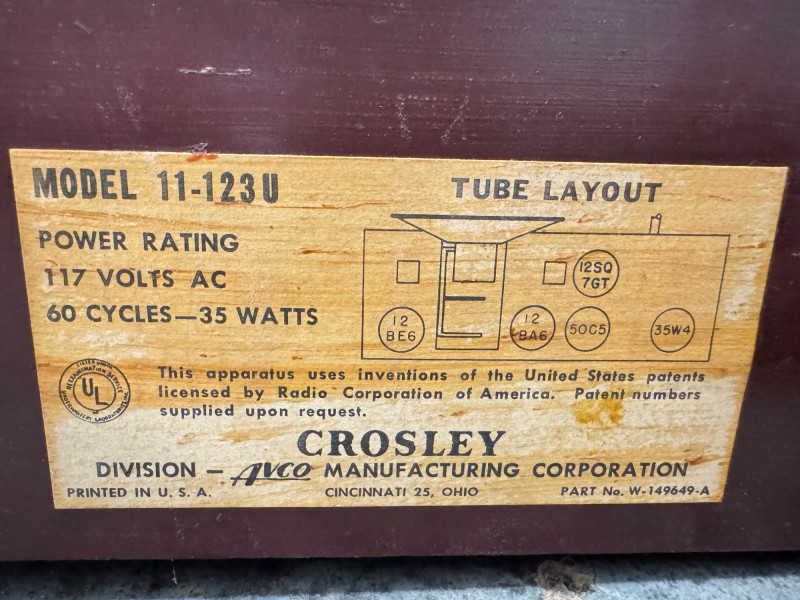 MODEL 11-123U
TUBE LAYOUT
POWER RATING
117 VOLTS AC
60 CYCLES—35 WATTS
12SQ
7GT
12
BE6
12
BA6
50C5
35W4
UL
This apparatus uses inventions of the United States patents
licensed by Radio Corporation of America. Patent numbers
supplied upon request.
CROSLEY
DIVISION — AVCO MANUFACTURING CORPORATION
PRINTED IN U. S. A.
CINCINNATI 25, OHIO
PART No. W-149649-A